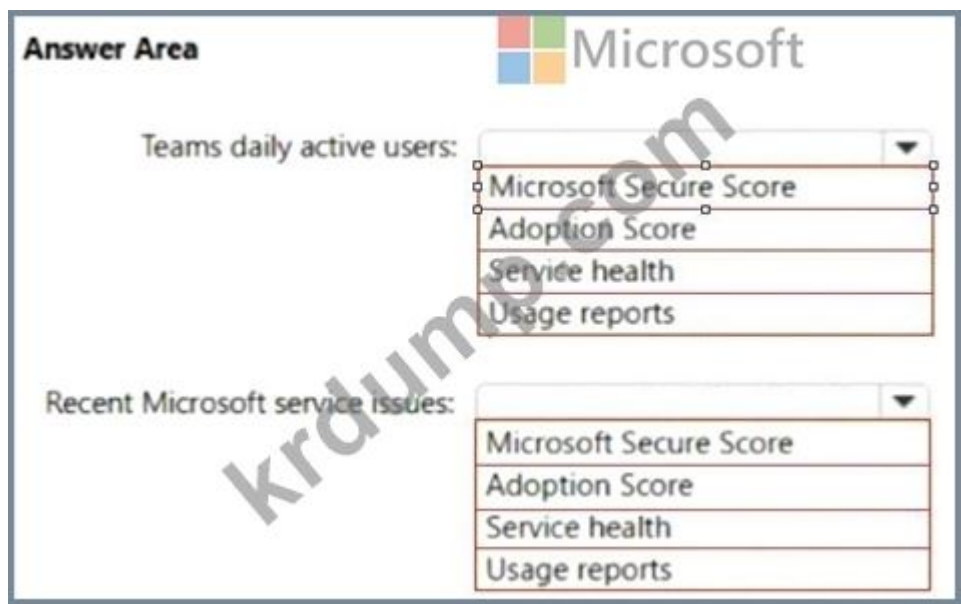 Answer Area
Microsoft
Teams daily active users:
Microsoft Secure Score
Adoption Score
Service health
Usage reports
Recent Microsoft service issues:
Microsoft Secure Score
Adoption Score
Service health
Usage reports
krdump.com